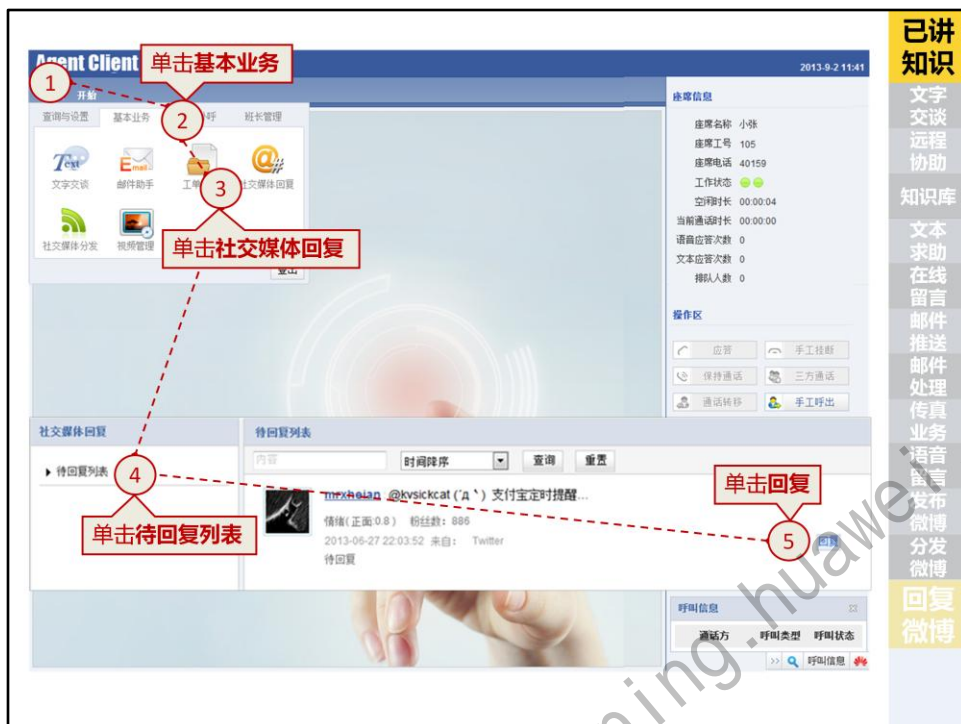 Agent Client
2013-9-2 11:41
单击基本业务
1
开始
查询与设置
基本业务
2
班长管理
文字交谈
邮件助手
3
社交媒体回复
社交媒体分发
视频管理
单击社交媒体回复
登出
座席信息
座席名称 小张
座席工号 105
座席电话 40159
工作状态
空闲时长 00:00:04
当前通话时长 00:00:00
语音应答次数 0
文本应答次数 0
排队人数 0
操作区
应答
手工挂断
保持通话
三方通话
通话转移
手工呼出
社交媒体回复
待回复列表
4
单击待回复列表
待回复列表
内容
时间降序
查询
重置
mrxhoian @kvsickcat (´д｀) 支付宝定时提醒...
情绪(正面:0.8) 粉丝数: 886
2013-06-27 22:03:52 来自: Twitter
待回复
单击回复
5
回复
呼叫信息
通话方 呼叫类型 呼叫状态
>> 呼叫信息
已讲
知识
文字
交谈
远程
协助
知识库
文本
求助
在线
留言
邮件
推送
邮件
处理
传真
业务
语音
留言
发布
微博
分发
微博
回复
微博
ning.huawei